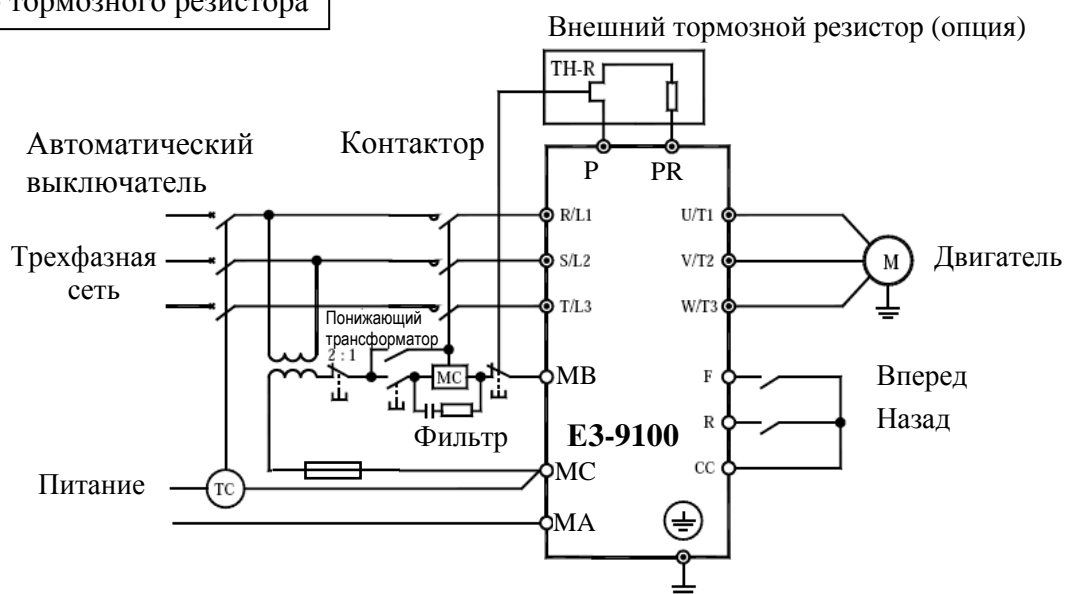 тормозного резистора
Внешний тормозной резистор (опция)
TH-R
Автоматический
выключатель
Контактор
P
PR
R/L1
U/T1
Трехфазная
сеть
S/L2
V/T2
M
Двигатель
T/L3
W/T3
Понижающий
трансформатор
2 : 1
MC
MB
F
Вперед
Фильтр
E3-9100
R
Назад
MC
CC
Питание
TC
MA